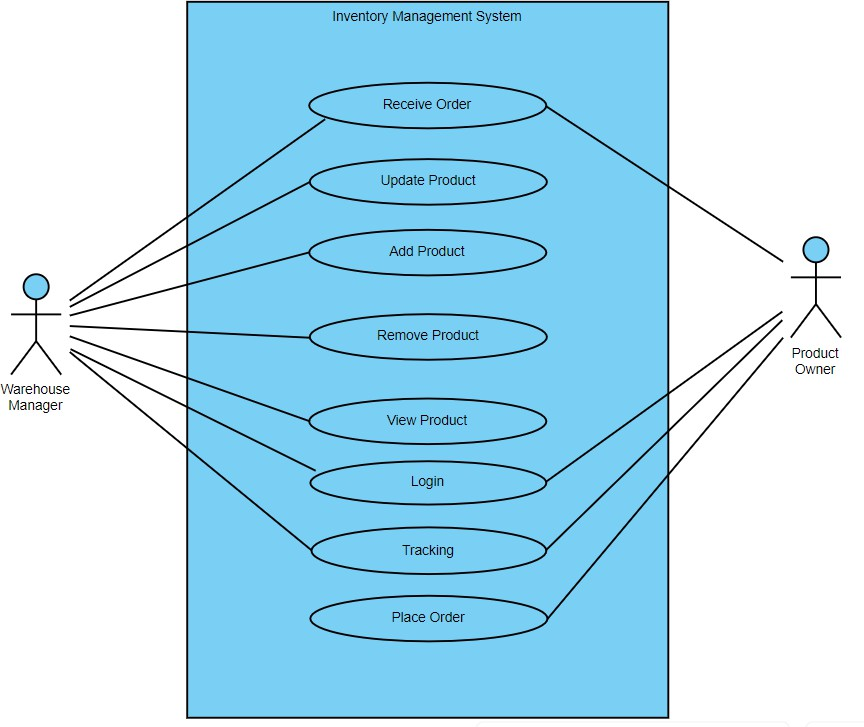 Inventory Management System
Receive Order
Update Product
Add Product
Remove Product
View Product
Login
Tracking
Place Order
Warehouse
Manager
Product
Owner